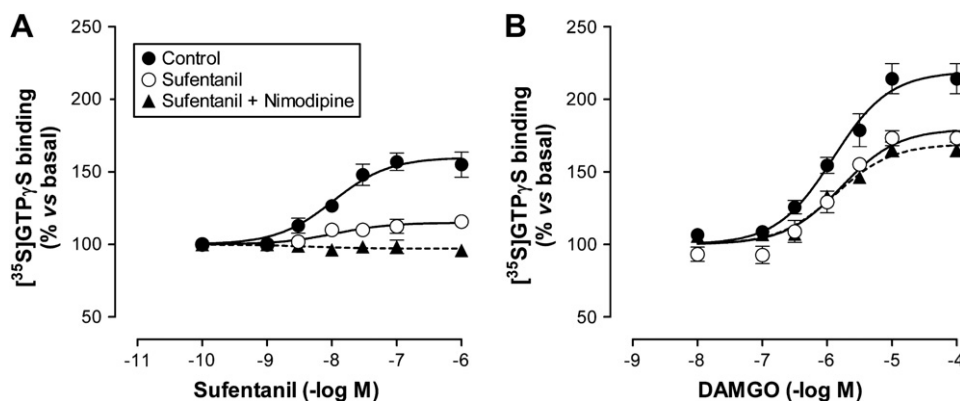 A
B
Control
Sufentanil
Sufentanil + Nimodipine
[³⁵S]GTPγS binding
(% vs basal)
250
200
150
100
50
-11 -10 -9 -8 -7 -6
Sufentanil (-log M)
[³⁵S]GTPγS binding
(% vs basal)
250
200
150
100
50
-9 -8 -7 -6 -5 -4
DAMGO (-log M)